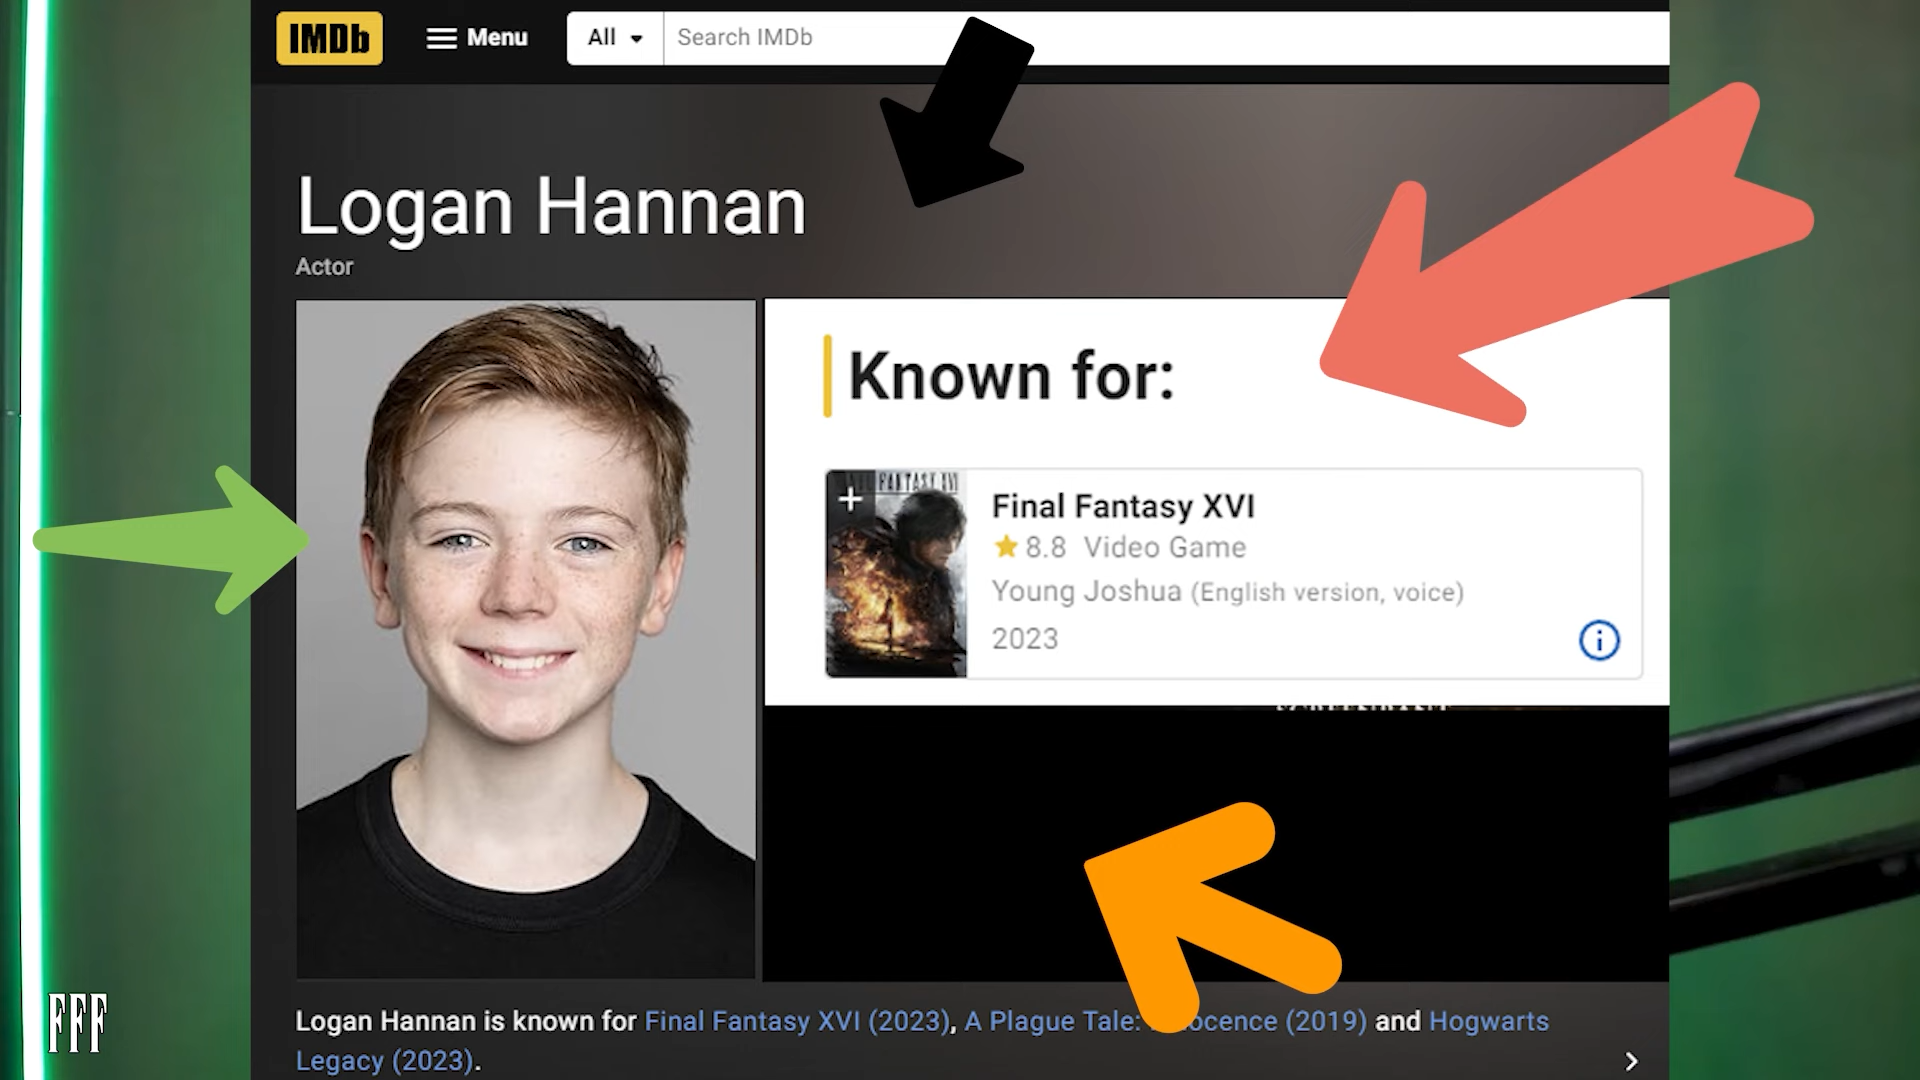 IMDb Menu All Search IMDb
Logan Hannan
Actor
Known for:
Final Fantasy XVI
8.8 Video Game
Young Joshua (English version, voice)
2023
Logan Hannan is known for Final Fantasy XVI (2023), A Plague Tale: (2019) and Hogwarts
Legacy (2023).
FFF